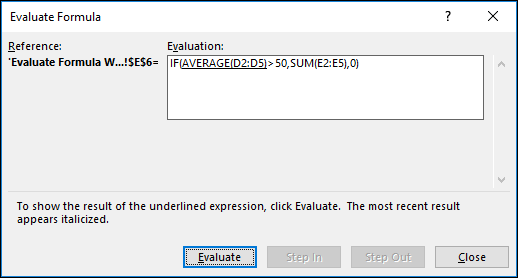 Evaluate Formula
Reference:
Evaluation:
'Evaluate Formula W...!$E$6=
IF(AVERAGE(D2:D5)>50,SUM(E2:E5),0)
To show the result of the underlined expression, click Evaluate.  The most recent result
appears italicized.
Evaluate
Step In
Step Out
Close